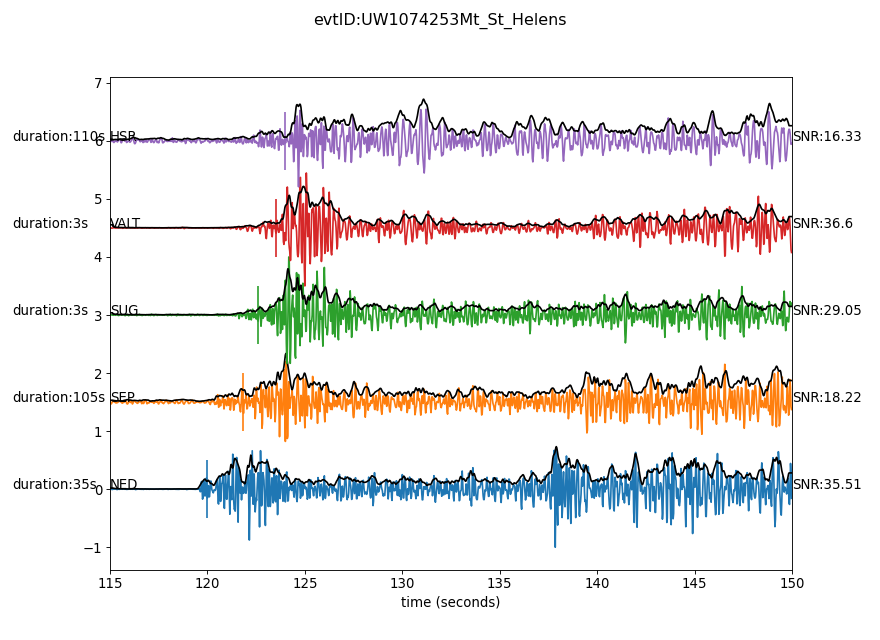 evtID:UW1074253Mt_St_Helens
7
duration:110s HSR SNR:16.33
6
5
duration:3s VALT SNR:36.6
4
duration:3s SUG SNR:29.05
3
2
duration:105s SEP SNR:18.22
1
duration:35s NED SNR:35.51
0
−1
115 120 125 130 135 140 145 150
time (seconds)